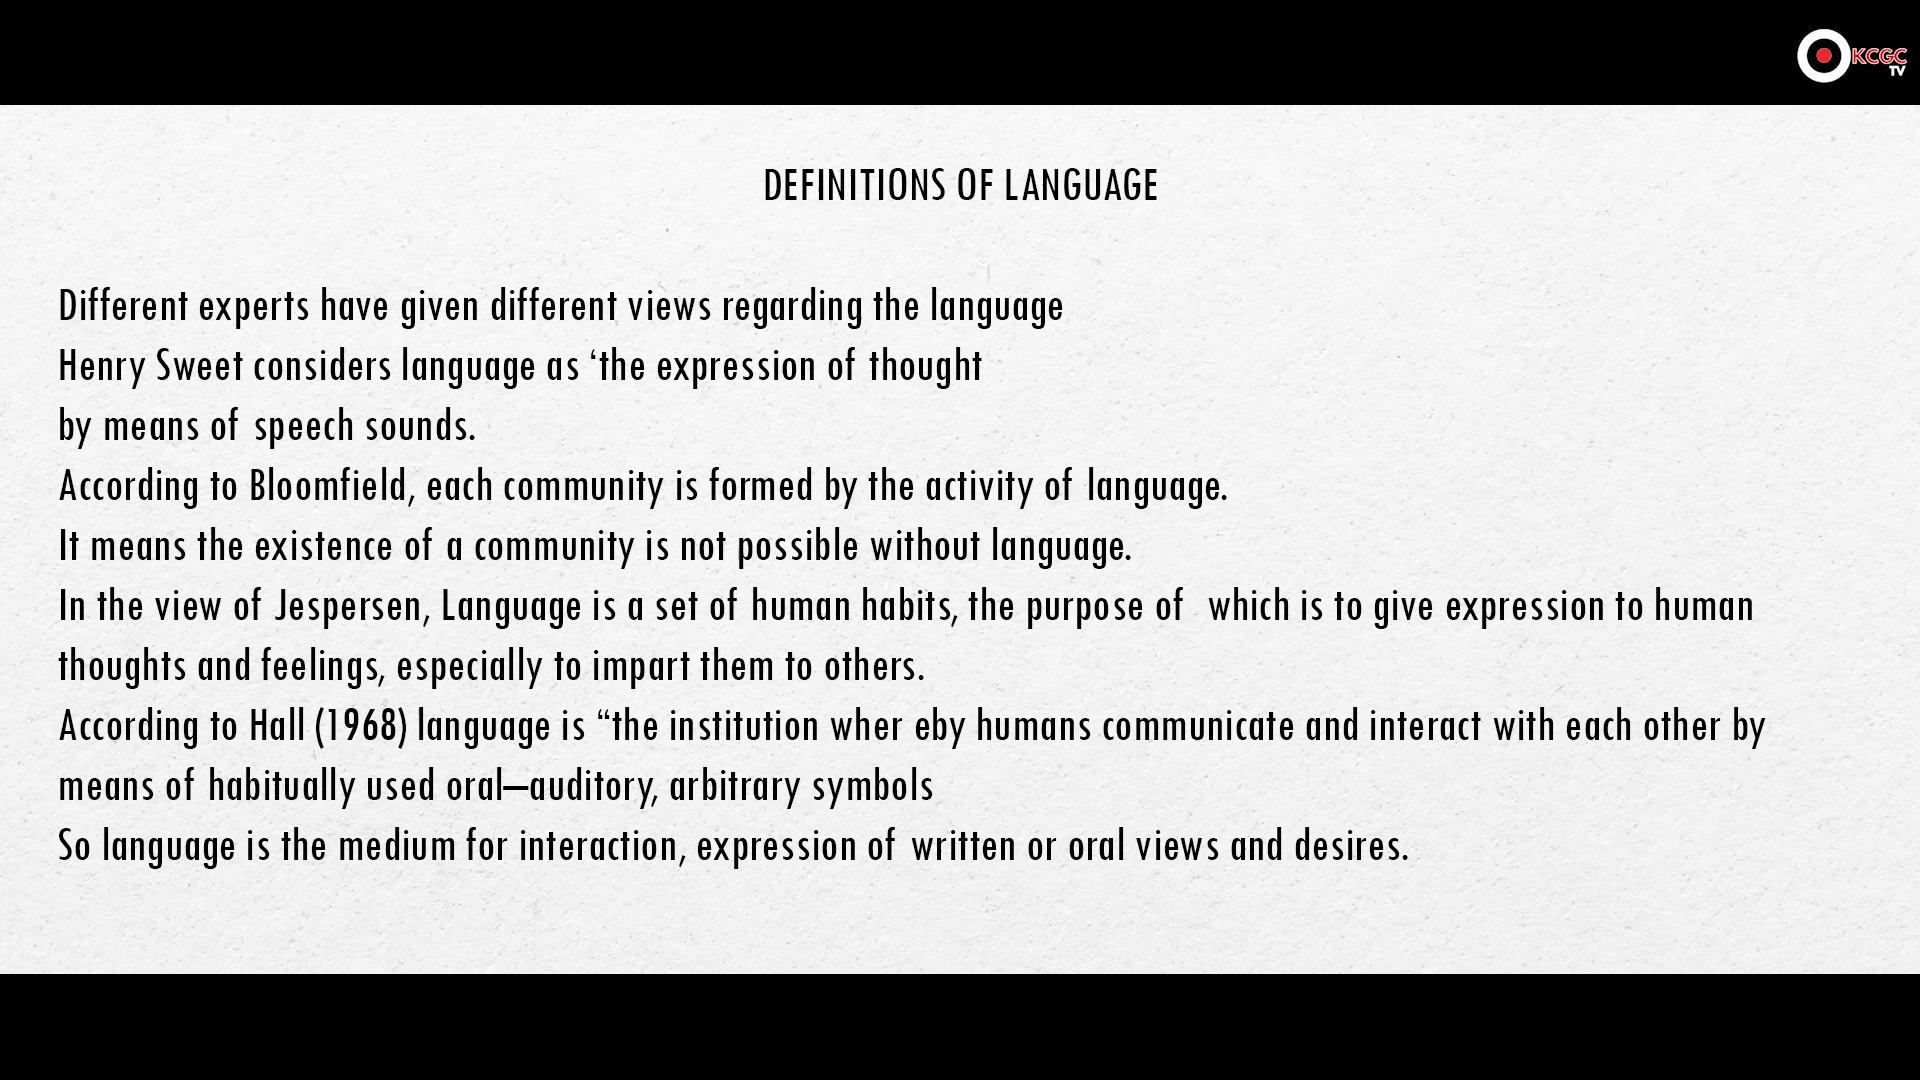 KCGC
TV
DEFINITIONS OF LANGUAGE
Different experts have given different views regarding the language
Henry Sweet considers language as ‘the expression of thought
by means of speech sounds.
According to Bloomfield, each community is formed by the activity of language.
It means the existence of a community is not possible without language.
In the view of Jespersen, Language is a set of human habits, the purpose of which is to give expression to human
thoughts and feelings, especially to impart them to others.
According to Hall (1968) language is “the institution wher eby humans communicate and interact with each other by
means of habitually used oral–auditory, arbitrary symbols
So language is the medium for interaction, expression of written or oral views and desires.